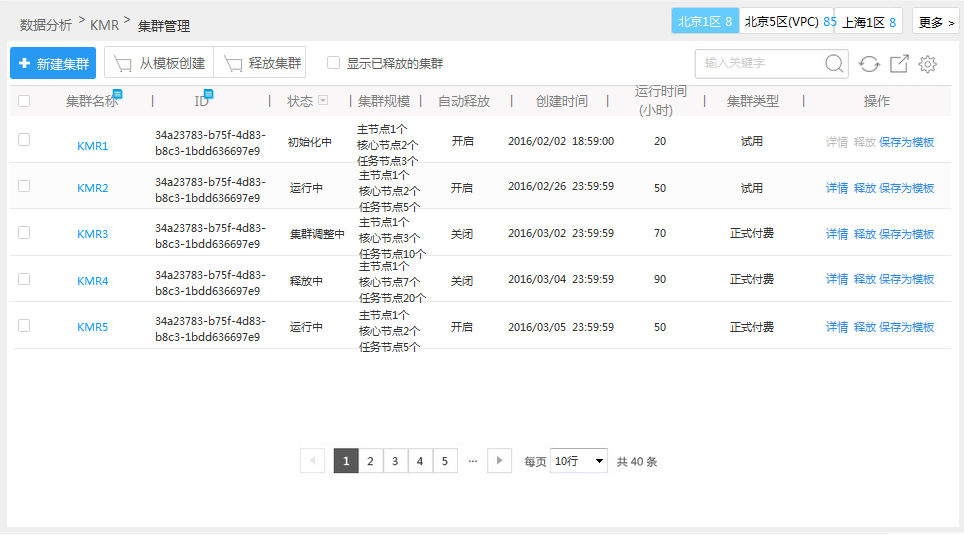 数据分析 > KMR > 集群管理
北京1区 8 北京5区(VPC) 85 上海1区 8 更多 >
+ 新建集群 从模板创建 释放集群 显示已释放的集群 输入关键字
集群名称 | ID | 状态 | 集群规模 | 自动释放 | 创建时间 | 运行时间 | 集群类型 | 操作
(小时)
KMR1 34a23783-b75f-4d83- 初始化中 主节点1个 开启 2016/02/02 18:59:00 20 试用 详情 释放 保存为模板
b8c3-1bdd636697e9 核心节点2个
任务节点3个
KMR2 34a23783-b75f-4d83- 运行中 主节点1个 开启 2016/02/26 23:59:59 50 试用 详情 释放 保存为模板
b8c3-1bdd636697e9 核心节点2个
任务节点5个
KMR3 34a23783-b75f-4d83- 集群调整中 主节点1个 关闭 2016/03/02 23:59:59 70 正式付费 详情 释放 保存为模板
b8c3-1bdd636697e9 核心节点3个
任务节点10个
KMR4 34a23783-b75f-4d83- 释放中 主节点1个 关闭 2016/03/04 23:59:59 90 正式付费 详情 释放 保存为模板
b8c3-1bdd636697e9 核心节点7个
任务节点20个
KMR5 34a23783-b75f-4d83- 运行中 主节点1个 开启 2016/03/05 23:59:59 50 正式付费 详情 释放 保存为模板
b8c3-1bdd636697e9 核心节点2个
任务节点5个
1 2 3 4 5 ... 每页 10行 共 40 条